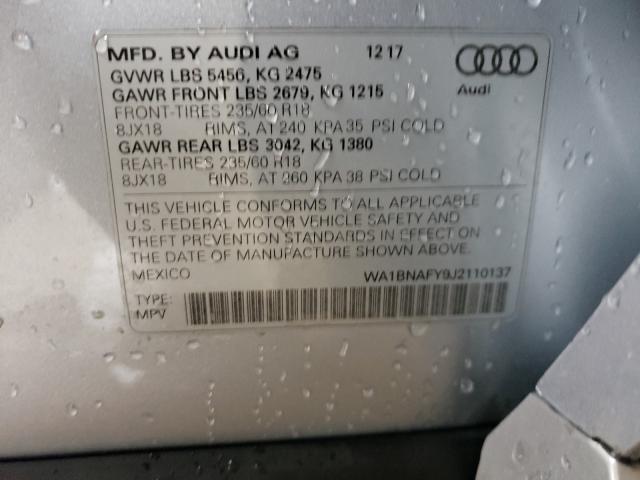 MFD. BY AUDI AG 12 17
GVWR LBS 5456, KG 2475
GAWR FRONT LBS 2679, KG 1215
FRONT-TIRES 235/60 R18
8JX18 RIMS, AT 240 KPA 35 PSI COLD
GAWR REAR LBS 3042, KG 1380
REAR-TIRES 235/60 R18
8JX18 RIMS, AT 260 KPA 38 PSI COLD
Audi
THIS VEHICLE CONFORMS TO ALL APPLICABLE
U.S. FEDERAL MOTOR VEHICLE SAFETY AND
THEFT PREVENTION STANDARDS IN EFFECT ON
THE DATE OF MANUFACTURE SHOWN ABOVE.
MEXICO WA1BNAFY9J2110137
TYPE:
MPV